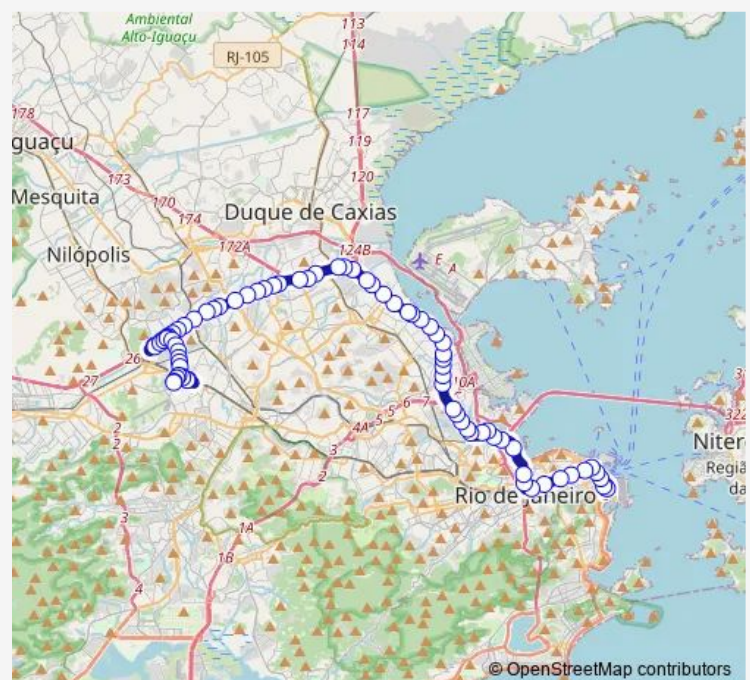 Ambiental
Alto-Iguaçu
113
114
RJ-105
178
117
119
guaçu
173
120
Mesquita
170
174
Duque de Caxias
172A
124B
Nilópolis
E
A
26
27
10A
6
7
5
5
4A
3
2
2
2
322
Niter
Regiã
da
Rio de Janeiro
1A
3
1B
4
© OpenStreetMap contributors